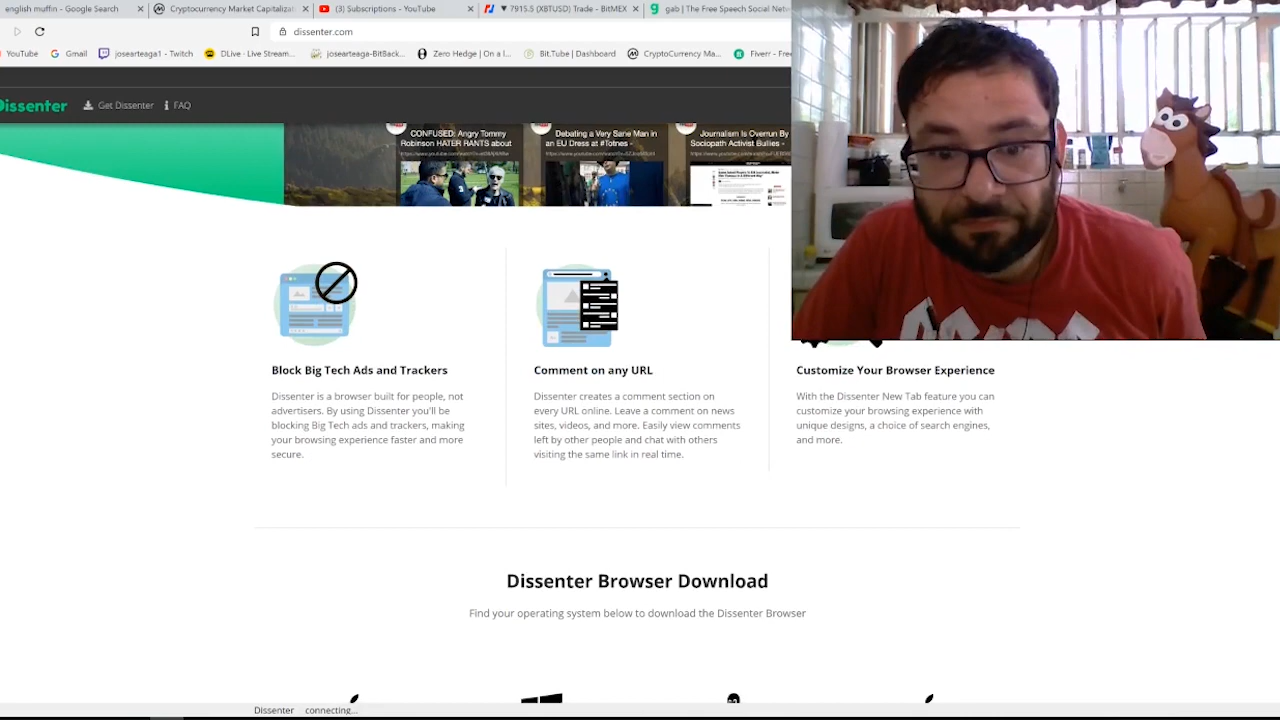 english muffin - Google Search
Cryptocurrency Market Capitalizat
(3) Subscriptions - YouTube
▼ 7915.5 (XBTUSD) Trade - BitMEX
gab | The Free Speech Social Netw
dissenter.com
YouTube
Gmail
josearteaga1 - Twitch
DLive · Live Stream...
josearteaga-BitBack...
Zero Hedge | On a l...
Bit.Tube | Dashboard
CryptoCurrency Ma...
Fiverr - Free
Dissenter
Get Dissenter
FAQ
CONFUSED: Angry Tommy
Robinson HATER RANTS about
Debating a Very Sane Man in
an EU Dress at #Totnes -
Journalism Is Overrun By
Sociopath Activist Bullies -
Block Big Tech Ads and Trackers
Dissenter is a browser built for people, not
advertisers. By using Dissenter you'll be
blocking Big Tech ads and trackers, making
your browsing experience faster and more
secure.
Comment on any URL
Dissenter creates a comment section on
every URL online. Leave a comment on news
sites, videos, and more. Easily view comments
left by other people and chat with others
visiting the same link in real time.
Customize Your Browser Experience
With the Dissenter New Tab feature you can
customize your browsing experience with
unique designs, a choice of search engines,
and more.
Dissenter Browser Download
Find your operating system below to download the Dissenter Browser
Dissenter connecting...